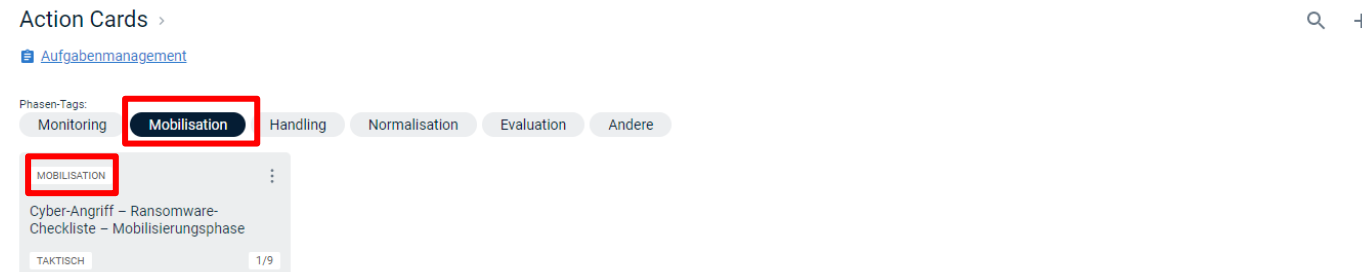 Action Cards
Aufgabenmanagement
Phasen-Tags:
Monitoring Mobilisation Handling Normalisation Evaluation Andere
MOBILISATION
Cyber-Angriff – Ransomware-
Checkliste – Mobilisierungsphase
TAKTISCH 1/9